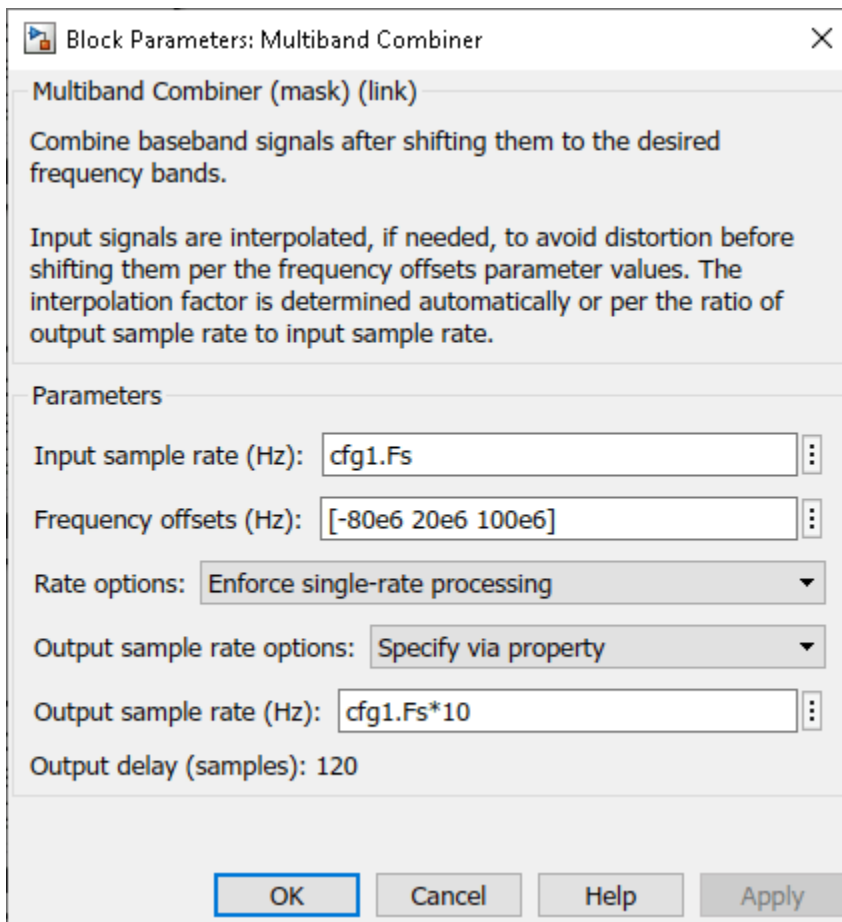 Block Parameters: Multiband Combiner
Multiband Combiner (mask) (link)
Combine baseband signals after shifting them to the desired
frequency bands.
Input signals are interpolated, if needed, to avoid distortion before
shifting them per the frequency offsets parameter values. The
interpolation factor is determined automatically or per the ratio of
output sample rate to input sample rate.
Parameters
Input sample rate (Hz): cfg1.Fs
Frequency offsets (Hz): [-80e6 20e6 100e6]
Rate options: Enforce single-rate processing
Output sample rate options: Specify via property
Output sample rate (Hz): cfg1.Fs*10
Output delay (samples): 120
OK Cancel Help Apply